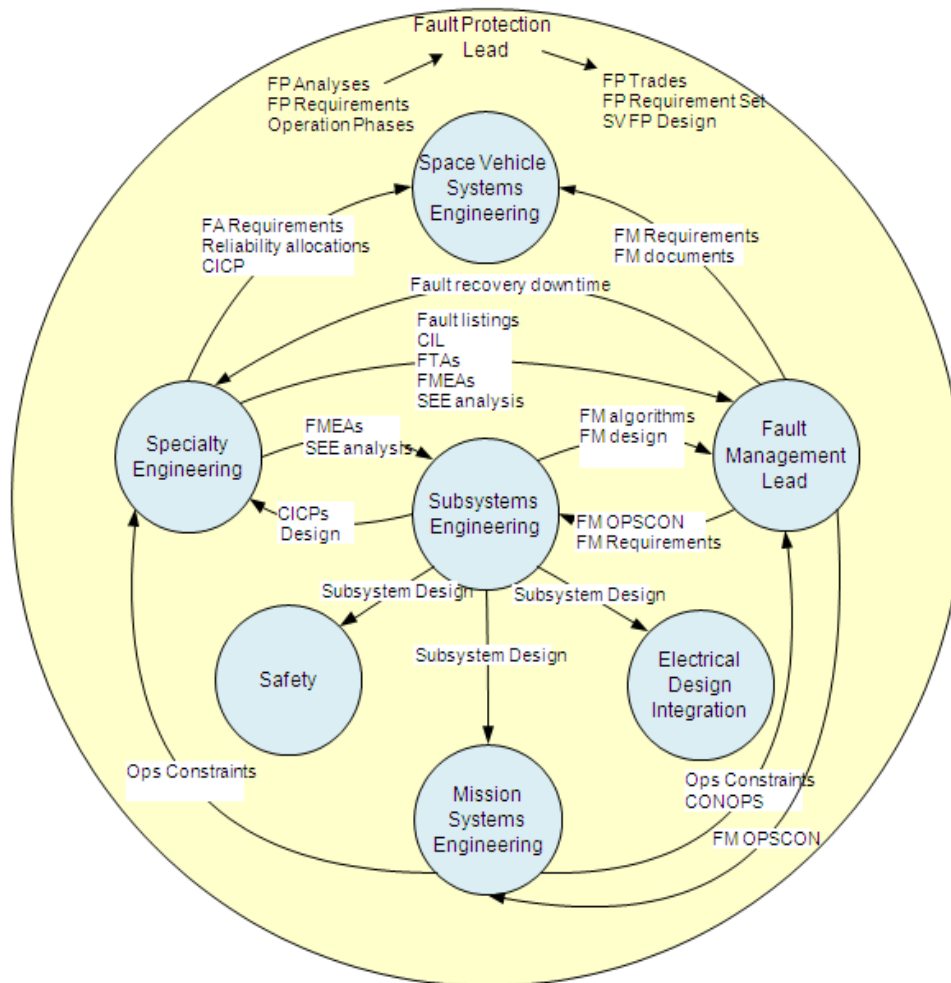 Fault Protection
Lead
FP Analyses
FP Requirements
Operation Phases
FP Trades
FP Requirement Set
SV FP Design
Space Vehicle
Systems
Engineering
FA Requirements
Reliability allocations
CICP
FM Requirements
FM documents
Fault recovery down time
Fault listings
CIL
FTAs
FMEAs
SEE analysis
FMEAs
SEE analysis
FM algorithms
FM design
Specialty
Engineering
Fault
Management
Lead
Subsystems
Engineering
CICPs
Design
FM OPSCON
FM Requirements
Subsystem Design
Subsystem Design
Subsystem Design
Safety
Electrical
Design
Integration
Ops Constraints
Mission
Systems
Engineering
Ops Constraints
CONOPS
FM OPSCON